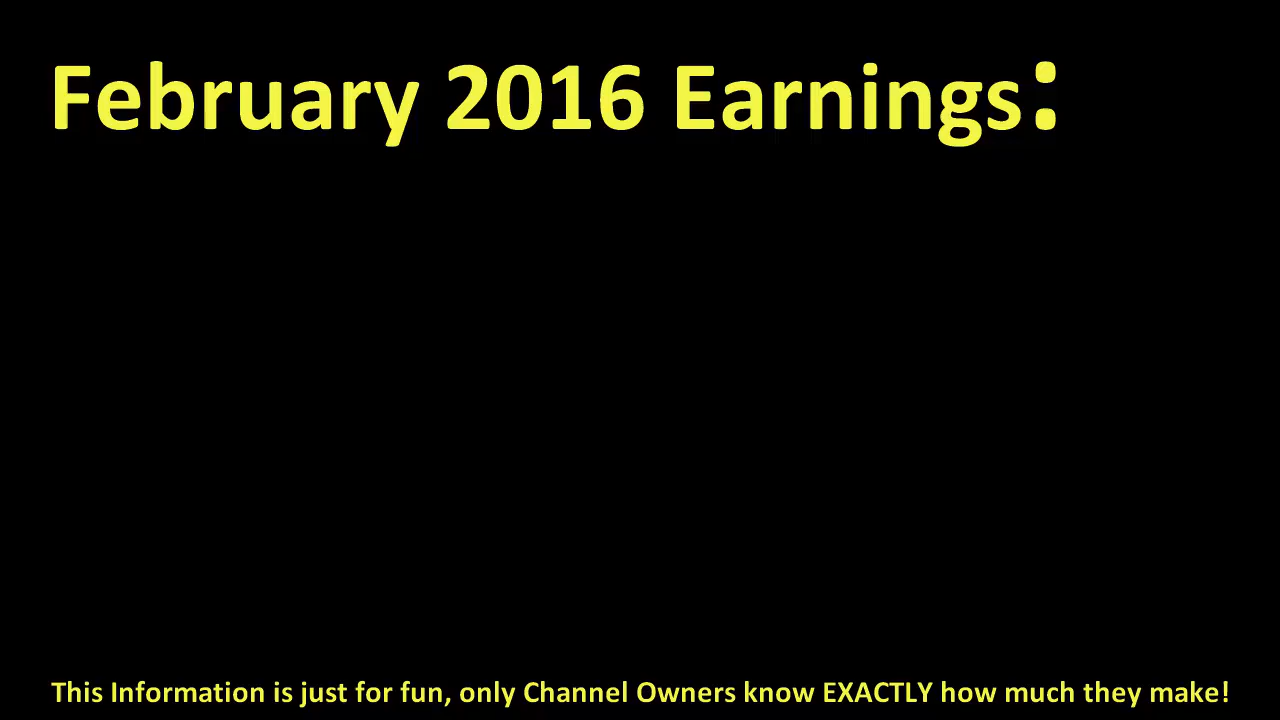 February 2016 Earnings:
This Information is just for fun, only Channel Owners know EXACTLY how much they make!